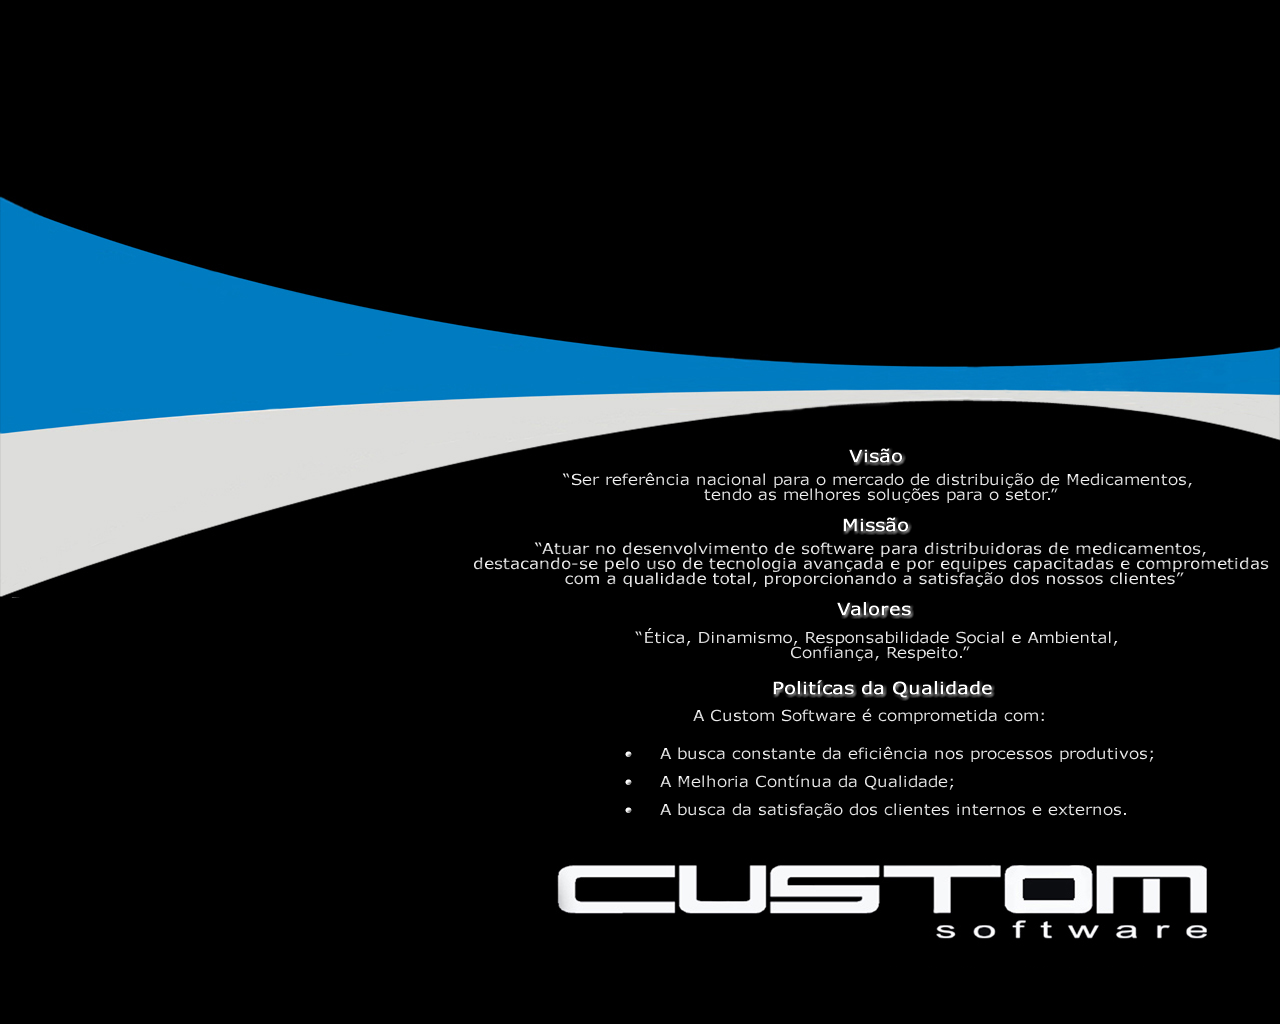 Visão
“Ser referência nacional para o mercado de distribuição de Medicamentos,
tendo as melhores soluções para o setor.”
Missão
“Atuar no desenvolvimento de software para distribuidoras de medicamentos,
destacando-se pelo uso de tecnologia avançada e por equipes capacitadas e comprometidas
com a qualidade total, proporcionando a satisfação dos nossos clientes”
Valores
“Ética, Dinamismo, Responsabilidade Social e Ambiental,
Confiança, Respeito.”
Politícas da Qualidade
A Custom Software é comprometida com:
• A busca constante da eficiência nos processos produtivos;
• A Melhoria Contínua da Qualidade;
• A busca da satisfação dos clientes internos e externos.
CUSTOM
software